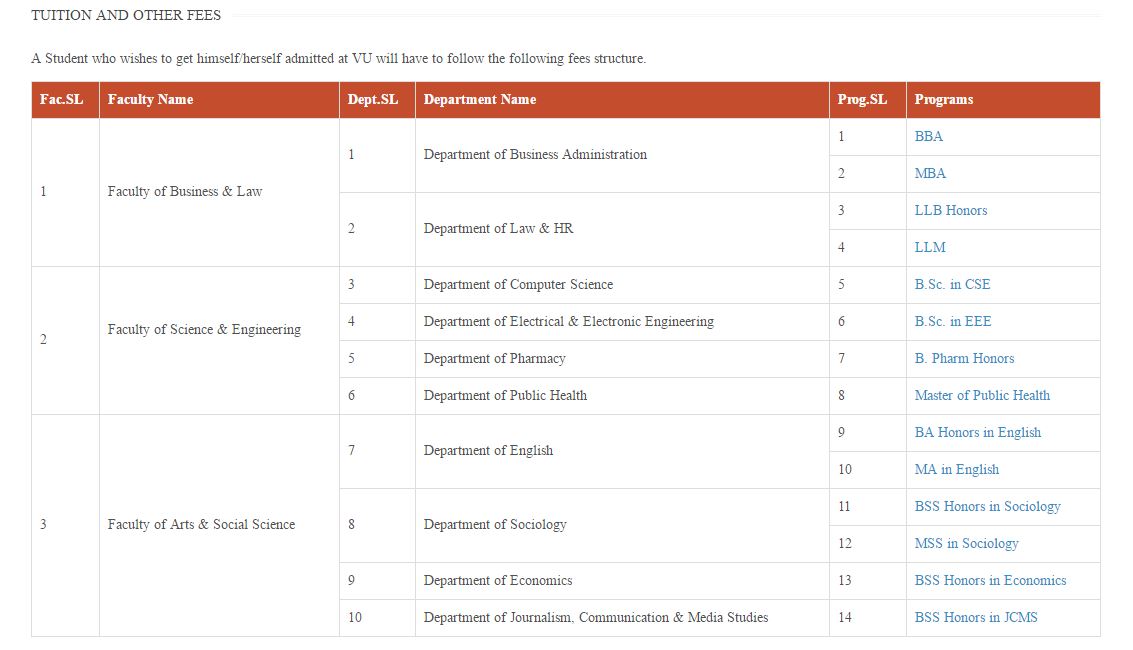 TUITION AND OTHER FEES
A Student who wishes to get himself/herself admitted at VU will have to follow the following fees structure.
Fac.SL Faculty Name Dept.SL Department Name Prog.SL Programs
1 Faculty of Business & Law 1 Department of Business Administration 1 BBA
2 MBA
2 Department of Law & HR 3 LLB Honors
4 LLM
2 Faculty of Science & Engineering 3 Department of Computer Science 5 B.Sc. in CSE
4 Department of Electrical & Electronic Engineering 6 B.Sc. in EEE
5 Department of Pharmacy 7 B. Pharm Honors
6 Department of Public Health 8 Master of Public Health
3 Faculty of Arts & Social Science 7 Department of English 9 BA Honors in English
10 MA in English
8 Department of Sociology 11 BSS Honors in Sociology
12 MSS in Sociology
9 Department of Economics 13 BSS Honors in Economics
10 Department of Journalism, Communication & Media Studies 14 BSS Honors in JCMS